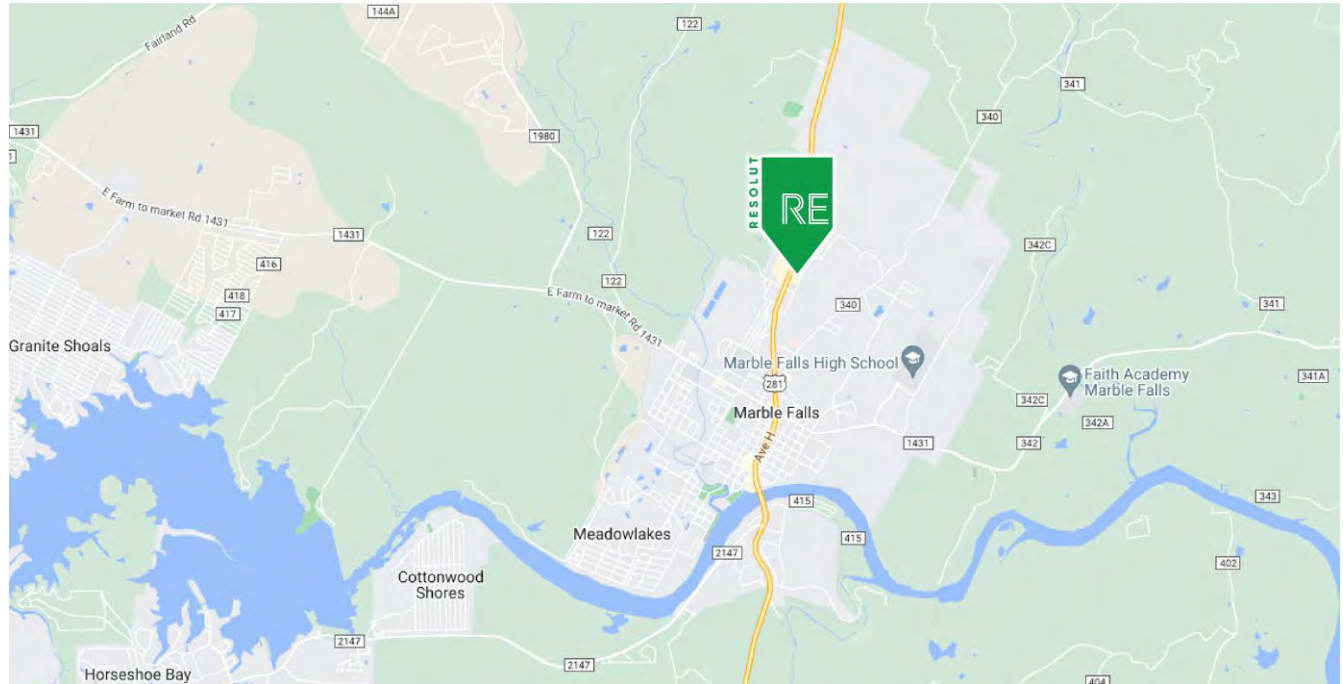 144A
Fairland Rd
122
341
340
1431
1980
RESOLUT
RE
E Farm to market Rd 1431
1431
122
416
342C
418
122
417
E Farm to market Rd 1431
340
341
Granite Shoals
Marble Falls High School
281
Faith Academy
Marble Falls
341A
342C
Marble Falls
342A
Ave H
1431
342
343
415
Meadowlakes
415
2147
402
Cottonwood
Shores
2147
2147
Horseshoe Bay
404